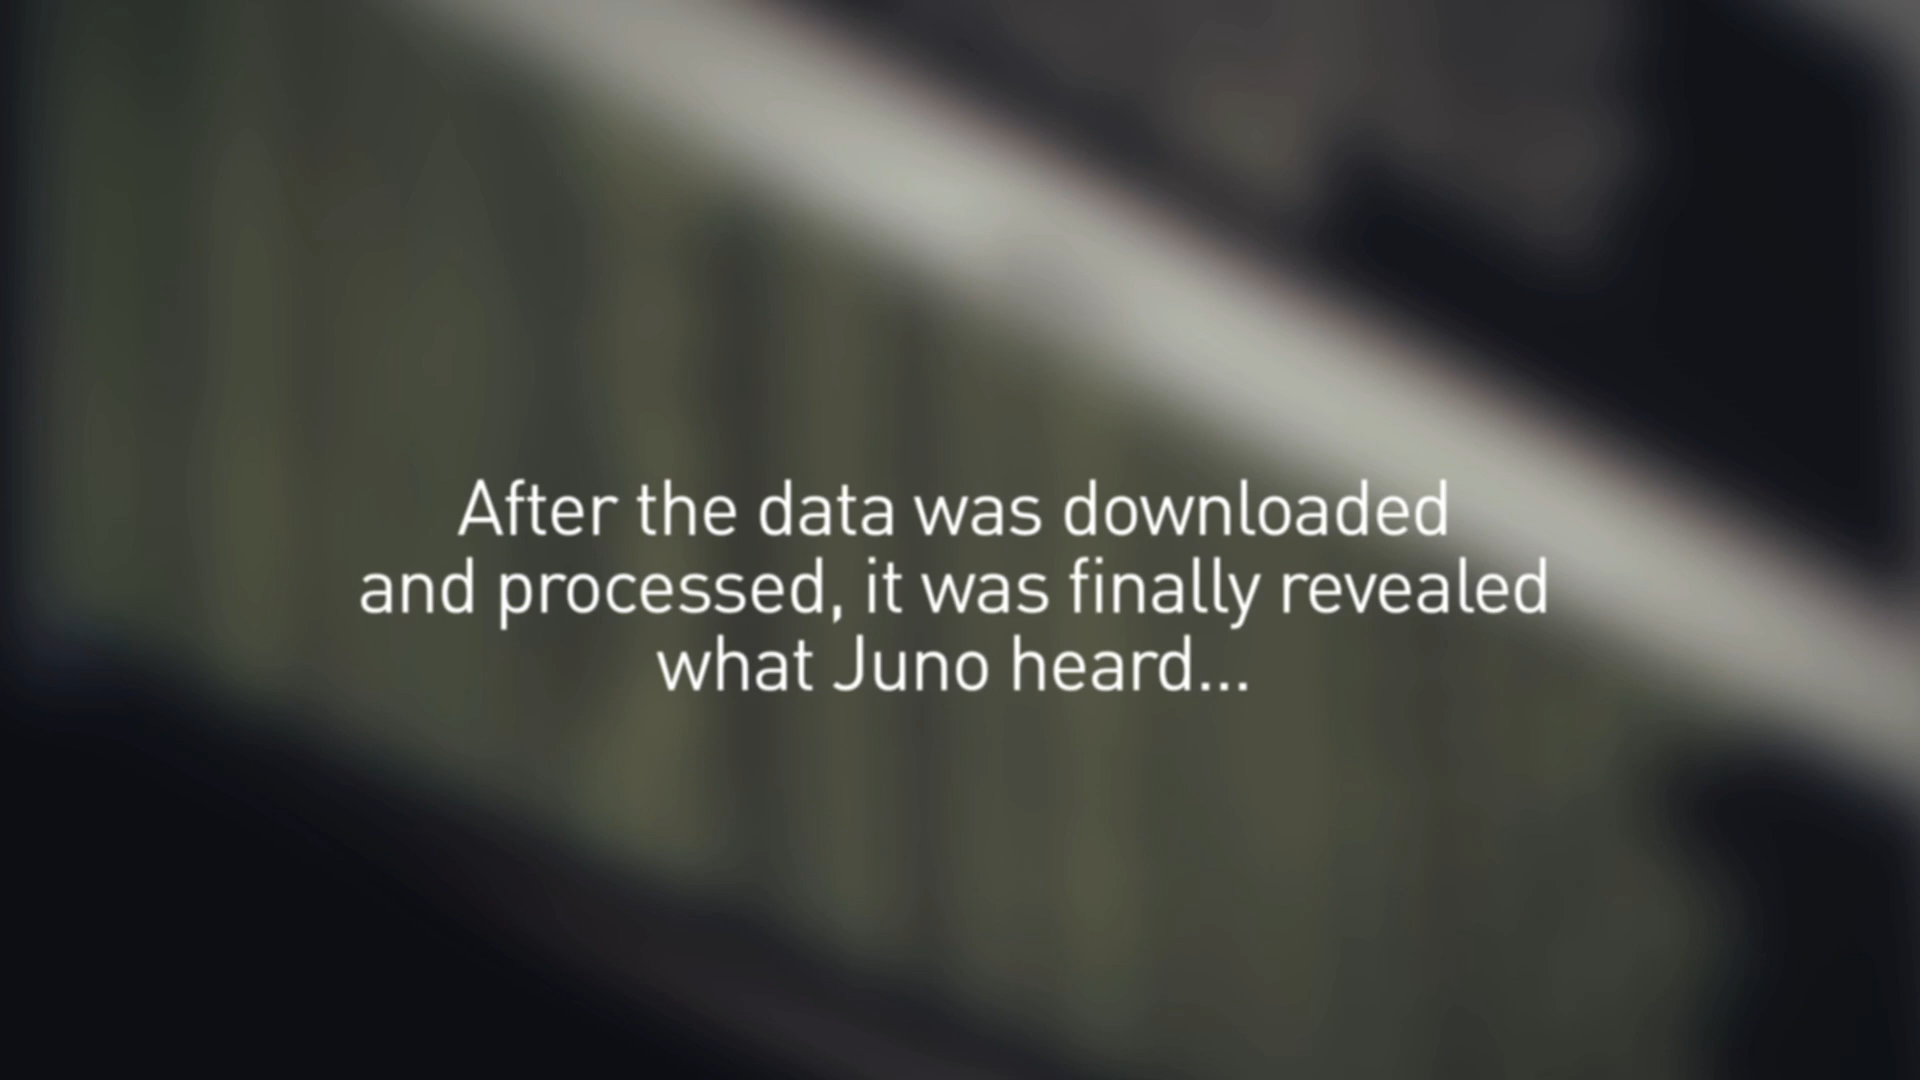 After the data was downloaded
and processed, it was finally revealed
what Juno heard...